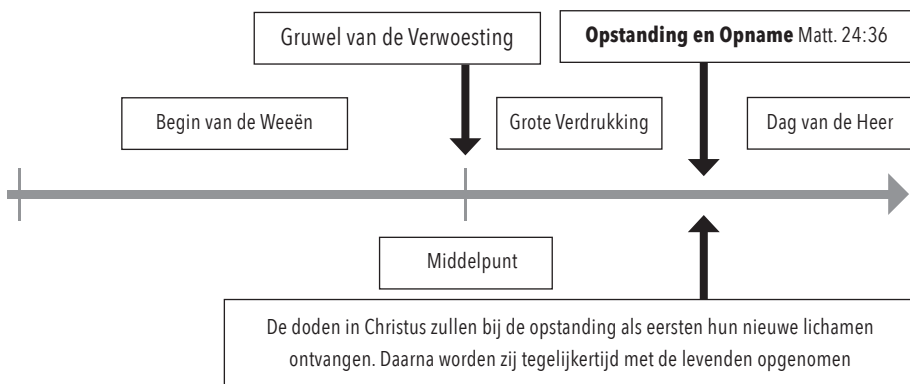 Gruwel van de Verwoesting
Opstanding en Opname Matt. 24:36
Begin van de Weeën
Grote Verdrukking
Dag van de Heer
Middelpunt
De doden in Christus zullen bij de opstanding als eersten hun nieuwe lichamen
ontvangen. Daarna worden zij tegelijkertijd met de levenden opgenomen